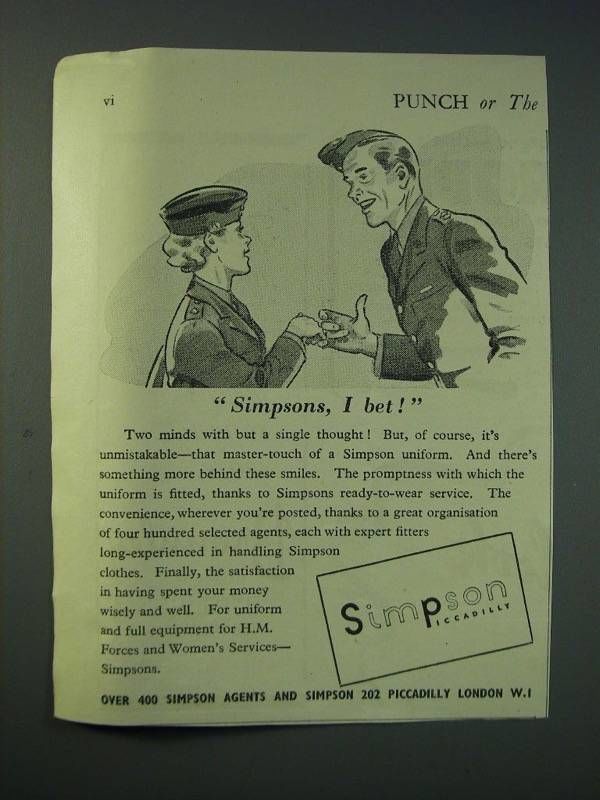 vi
PUNCH or The
"Simpsons, I bet!"
Two minds with but a single thought! But, of course, it's
unmistakable—that master-touch of a Simpson uniform. And there's
something more behind these smiles. The promptness with which the
uniform is fitted, thanks to Simpsons ready-to-wear service. The
convenience, wherever you're posted, thanks to a great organisation
of four hundred selected agents, each with expert fitters
long-experienced in handling Simpson
clothes. Finally, the satisfaction
in having spent your money
wisely and well. For uniform
and full equipment for H.M.
Forces and Women's Services—
Simpsons.
Simpson
PICCADILLY
OVER 400 SIMPSON AGENTS AND SIMPSON 202 PICCADILLY LONDON W.1